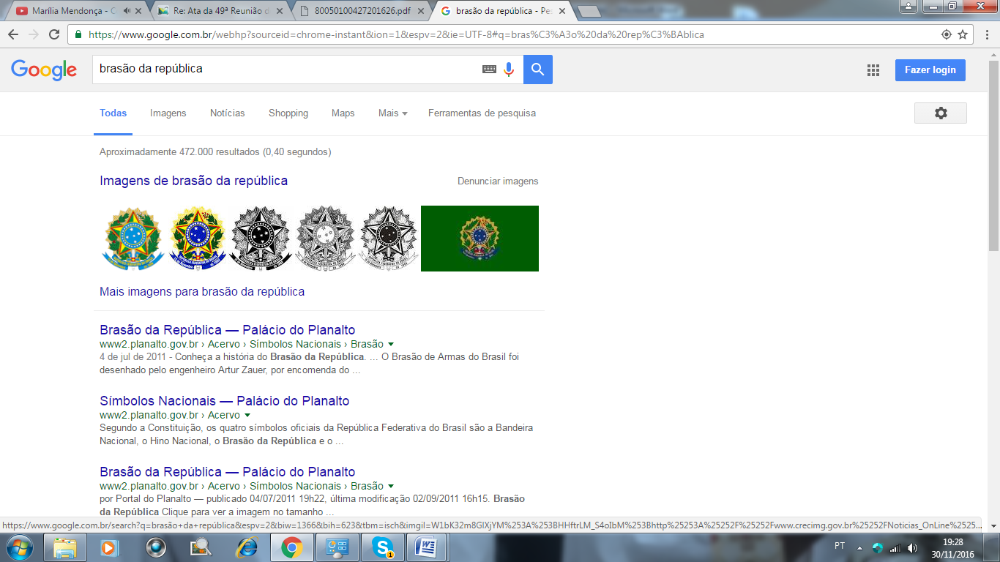 Marília Mendonça - C
Re: Ata da 49ª Reunião d
80050100427201626.pdf
brasão da república - Pes
https://www.google.com.br/webhp?sourceid=chrome-instant&ion=1&espv=2&ie=UTF-8#q=bras%C3%A3o%20da%20rep%C3%BAblica
Google
brasão da república
Fazer login
Todas
Imagens
Notícias
Shopping
Maps
Mais
Ferramentas de pesquisa
Aproximadamente 472.000 resultados (0,40 segundos)
Imagens de brasão da república
Denunciar imagens
Mais imagens para brasão da república
Brasão da República — Palácio do Planalto
www2.planalto.gov.br › Acervo › Símbolos Nacionais › Brasão
4 de jul de 2011 - Conheça a história do Brasão da República. ... O Brasão de Armas do Brasil foi
desenhado pelo engenheiro Artur Zauer, por encomenda do ...
Símbolos Nacionais — Palácio do Planalto
www2.planalto.gov.br › Acervo
Segundo a Constituição, os quatro símbolos oficiais da República Federativa do Brasil são a Bandeira
Nacional, o Hino Nacional, o Brasão da República e o ...
Brasão da República — Palácio do Planalto
www2.planalto.gov.br › Acervo › Símbolos Nacionais › Brasão
por Portal do Planalto — publicado 04/07/2011 19h22, última modificação 02/09/2011 16h15. Brasão
da República Clique para ver a imagem no tamanho ...
https://www.google.com.br/search?q=brasão+da+república&espv=2&biw=1366&bih=623&tbm=isch&imgil=W1bK32m8GlXjYM%253A%253BHHftrLM_S4oIbM%253Bhttp%25253A%25252F%25252Fwww.crecimg.gov.br%25252FNoticias_OnLine%2525...
1
PT
19:28
30/11/2016